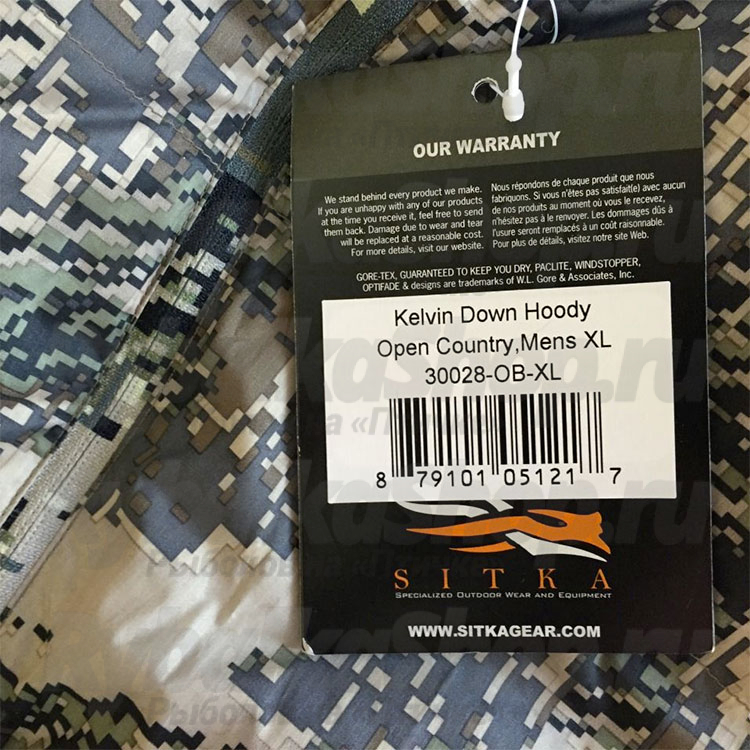 OUR WARRANTY
We stand behind every product we make.
If you are unhappy with any of our products
at the time you receive it, feel free to send
them back. Damage due to wear and tear
will be replaced at a reasonable cost.
For more details, visit our website.
Nous répondons de chaque produit que nous
fabriquons. Si vous n'êtes pas satisfait(e) avec aucun
de nos produits au moment où vous le recevez,
n'hésitez pas à le renvoyer. Les dommages dûs à
l'usure seront remplacés à un coût raisonable.
Pour plus de détails, visitez notre site Web.
GORE-TEX, GUARANTEED TO KEEP YOU DRY, PACLITE, WINDSTOPPER,
OPTIFADE & designs are trademarks of W.L. Gore & Associates, Inc.
Kelvin Down Hoody
Open Country,Mens XL
30028-OB-XL
8 79101 05121 7
SITKA
SPECIALIZED OUTDOOR WEAR AND EQUIPMENT
WWW.SITKAGEAR.COM